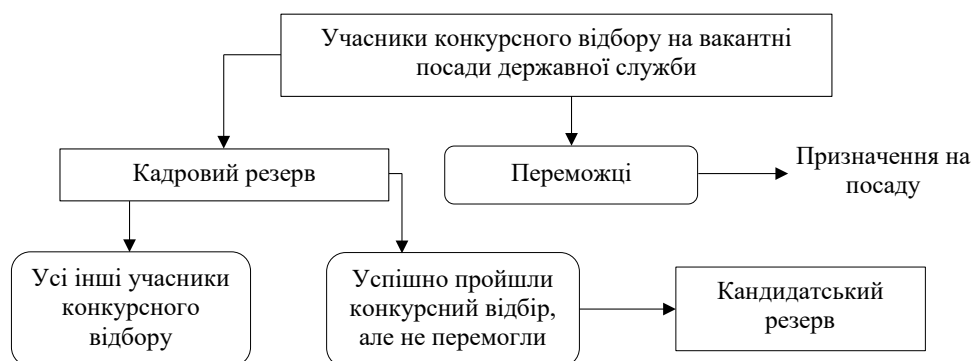 Учасники конкурсного відбору на вакантні
посади державної служби
Кадровий резерв
Переможці
Призначення на
посаду
Усі інші учасники
конкурсного
відбору
Успішно пройшли
конкурсний відбір,
але не перемогли
Кандидатський
резерв